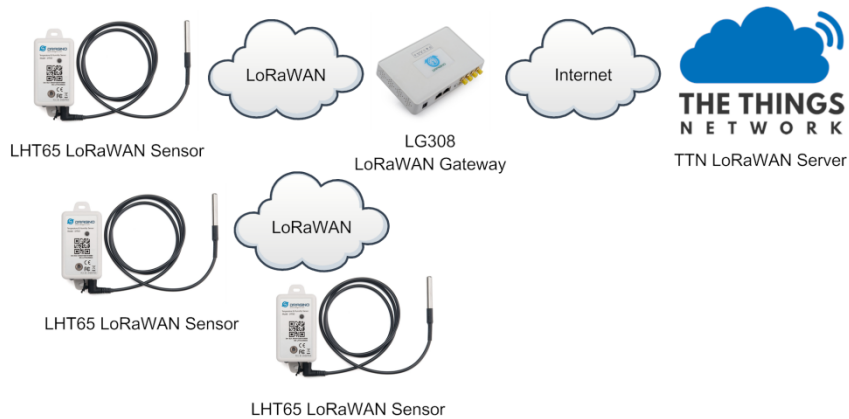 LoRaWAN
Internet
THE THINGS
NETWORK
LHT65 LoRaWAN Sensor
LG308
LoRaWAN Gateway
TTN LoRaWAN Server
LoRaWAN
LHT65 LoRaWAN Sensor
LHT65 LoRaWAN Sensor